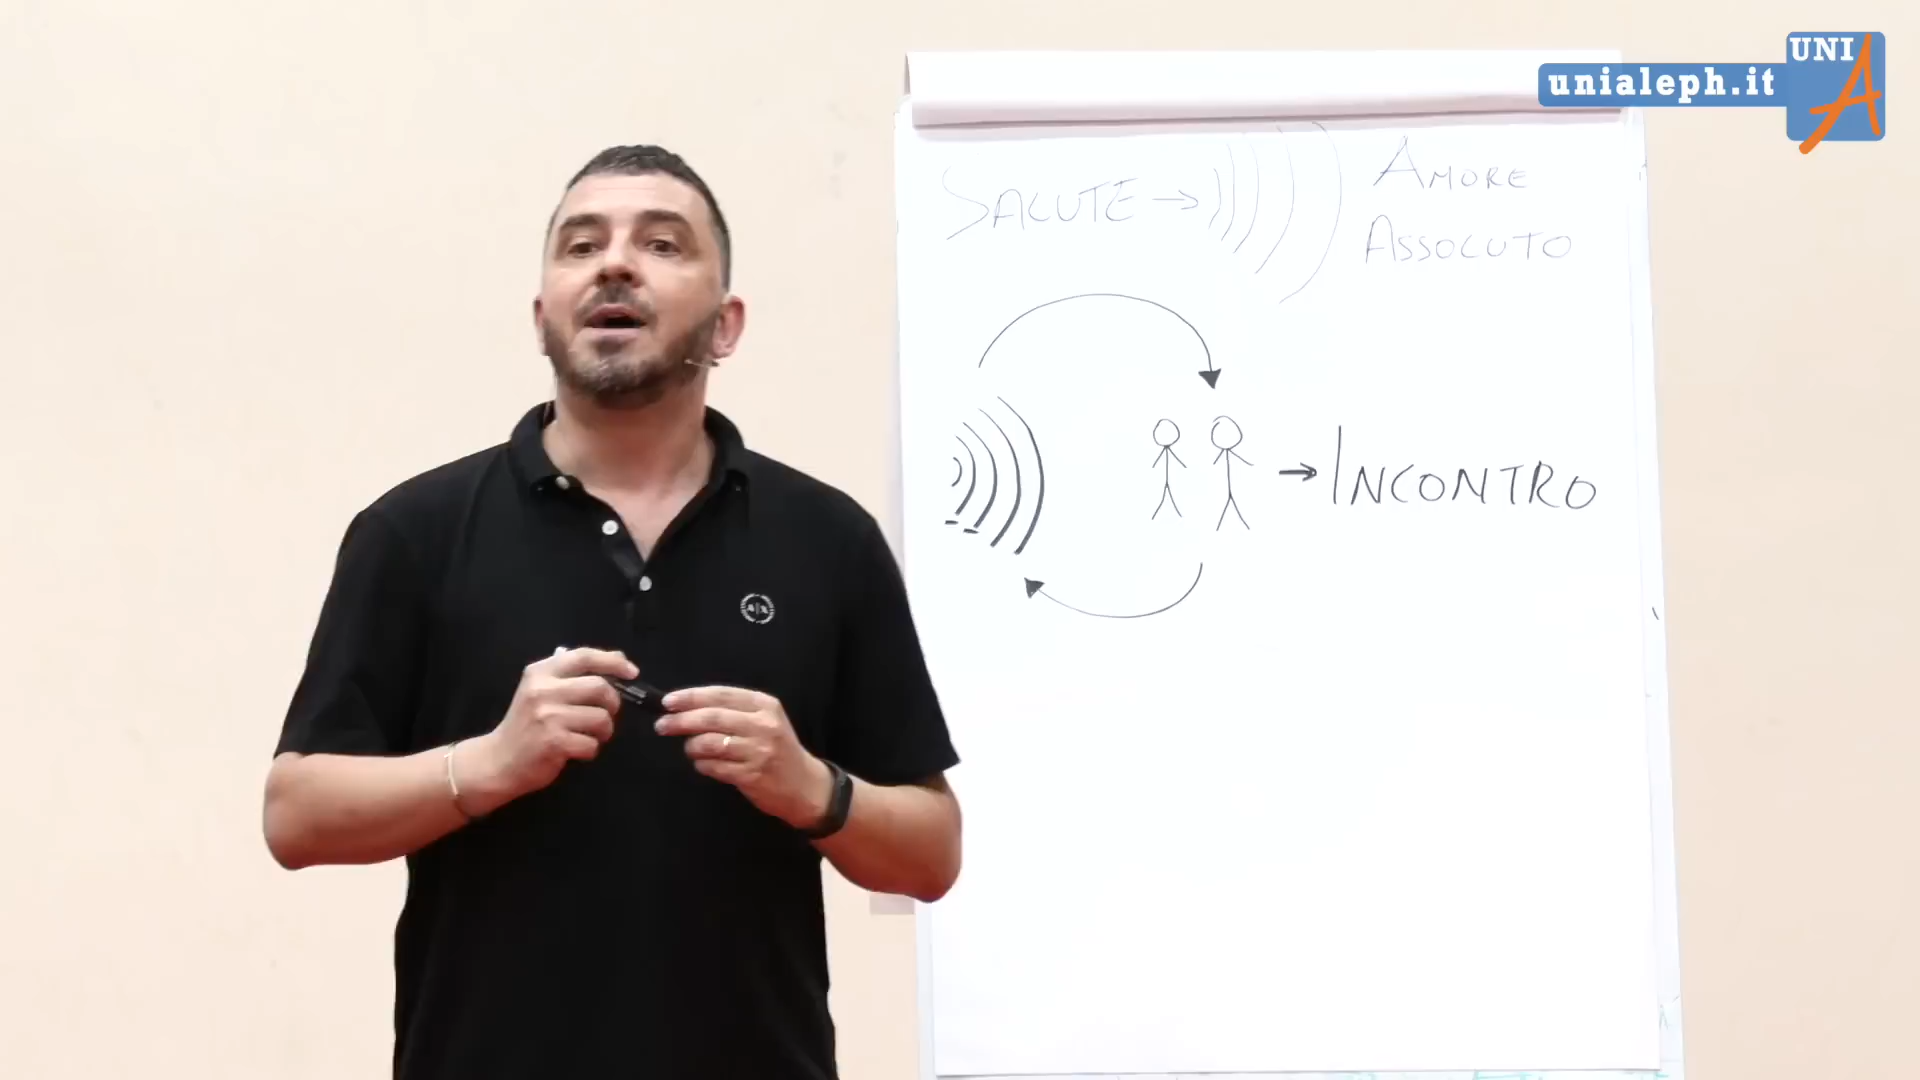 UNI
A
unialeph.it
SALUTE → AMORE
ASSOLUTO
→ INCONTRO
A|X